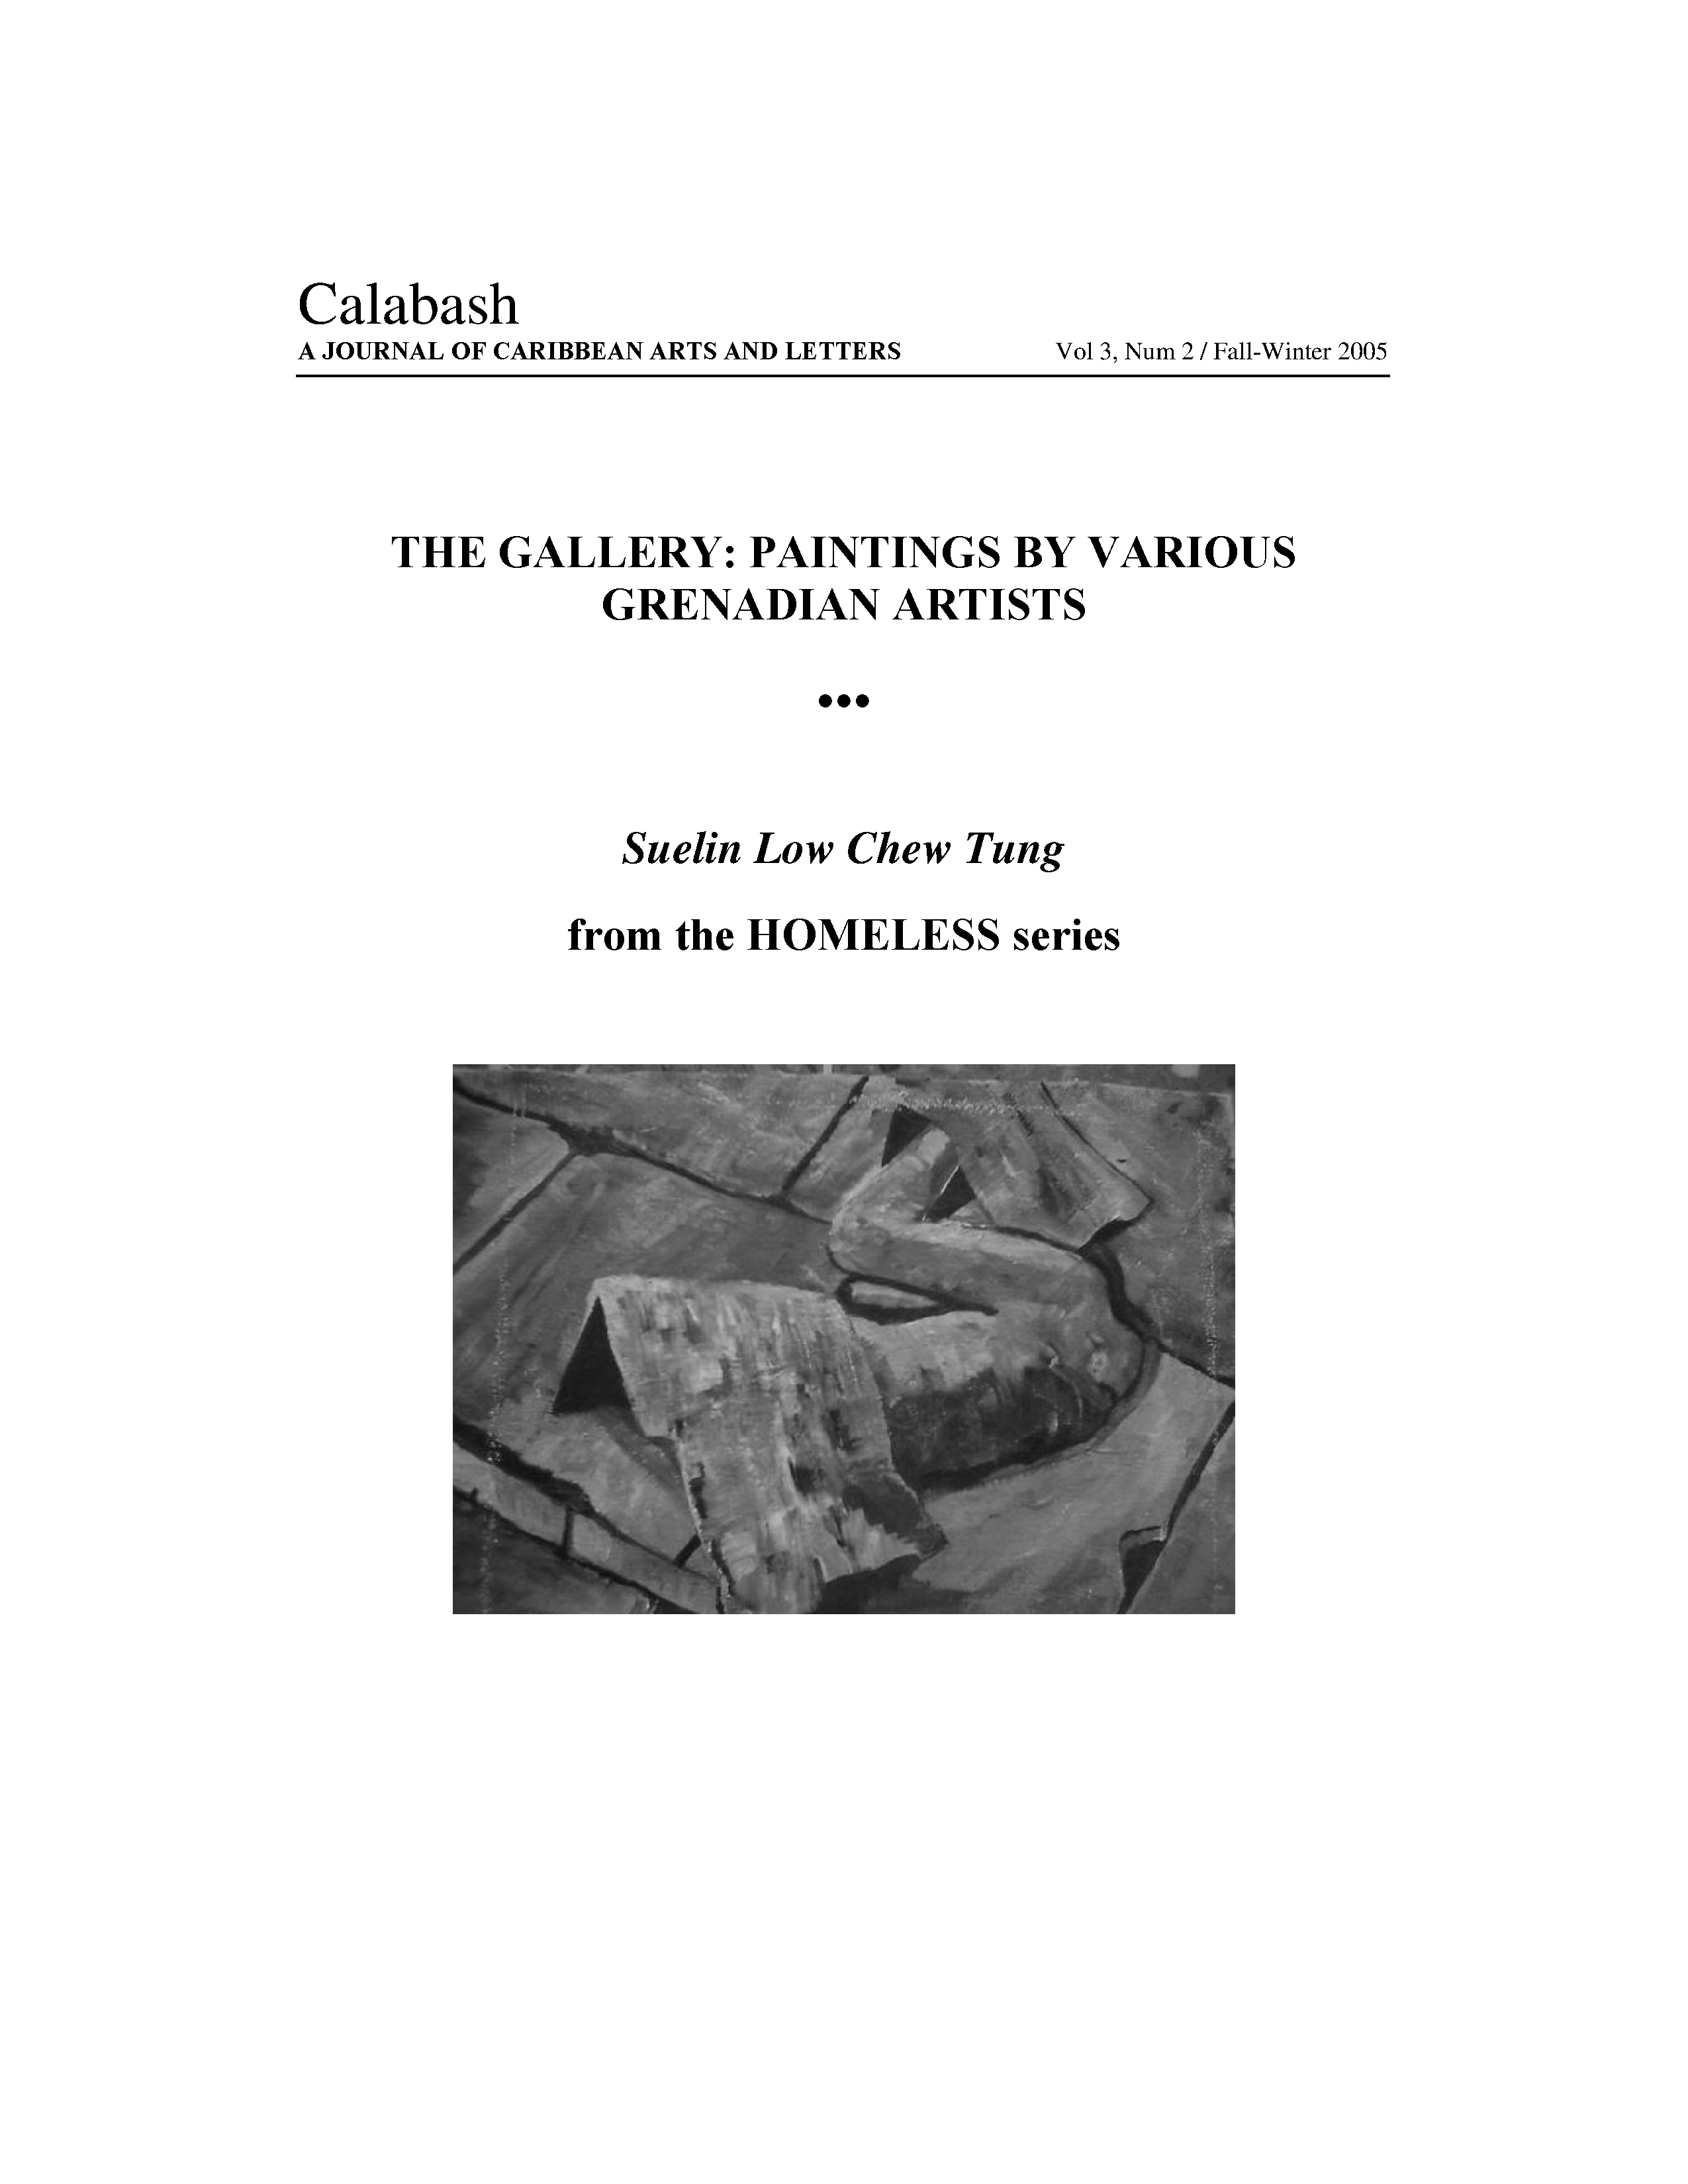 Calabash
A JOURNAL OF CARIBBEAN ARTS AND LETTERS Vol 3, Num 2 / Fall-Winter 2005
THE GALLERY: PAINTINGS BY VARIOUS
GRENADIAN ARTISTS
•••
Suelin Low Chew Tung
from the HOMELESS series